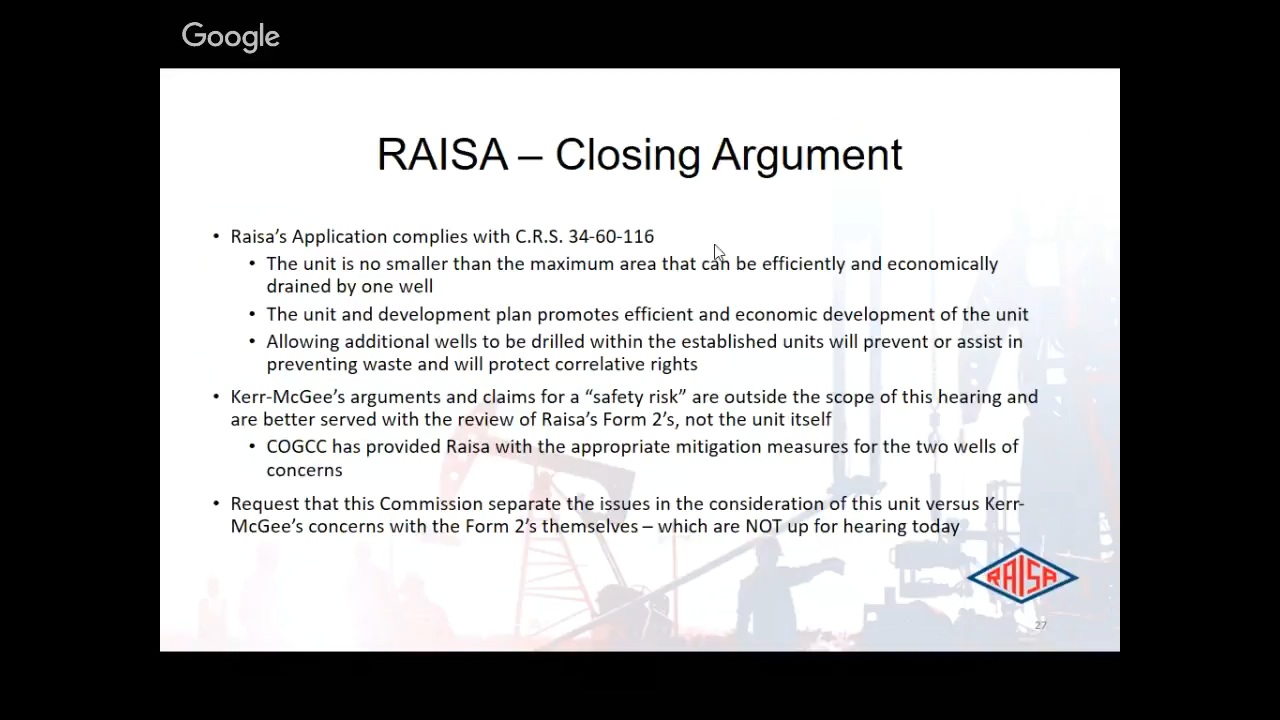 Google
RAISA – Closing Argument
• Raisa’s Application complies with C.R.S. 34-60-116
• The unit is no smaller than the maximum area that can be efficiently and economically
drained by one well
• The unit and development plan promotes efficient and economic development of the unit
• Allowing additional wells to be drilled within the established units will prevent or assist in
preventing waste and will protect correlative rights
• Kerr-McGee’s arguments and claims for a “safety risk” are outside the scope of this hearing and
are better served with the review of Raisa’s Form 2’s, not the unit itself
• COGCC has provided Raisa with the appropriate mitigation measures for the two wells of
concerns
• Request that this Commission separate the issues in the consideration of this unit versus Kerr-
McGee’s concerns with the Form 2’s themselves – which are NOT up for hearing today
RAISA
27